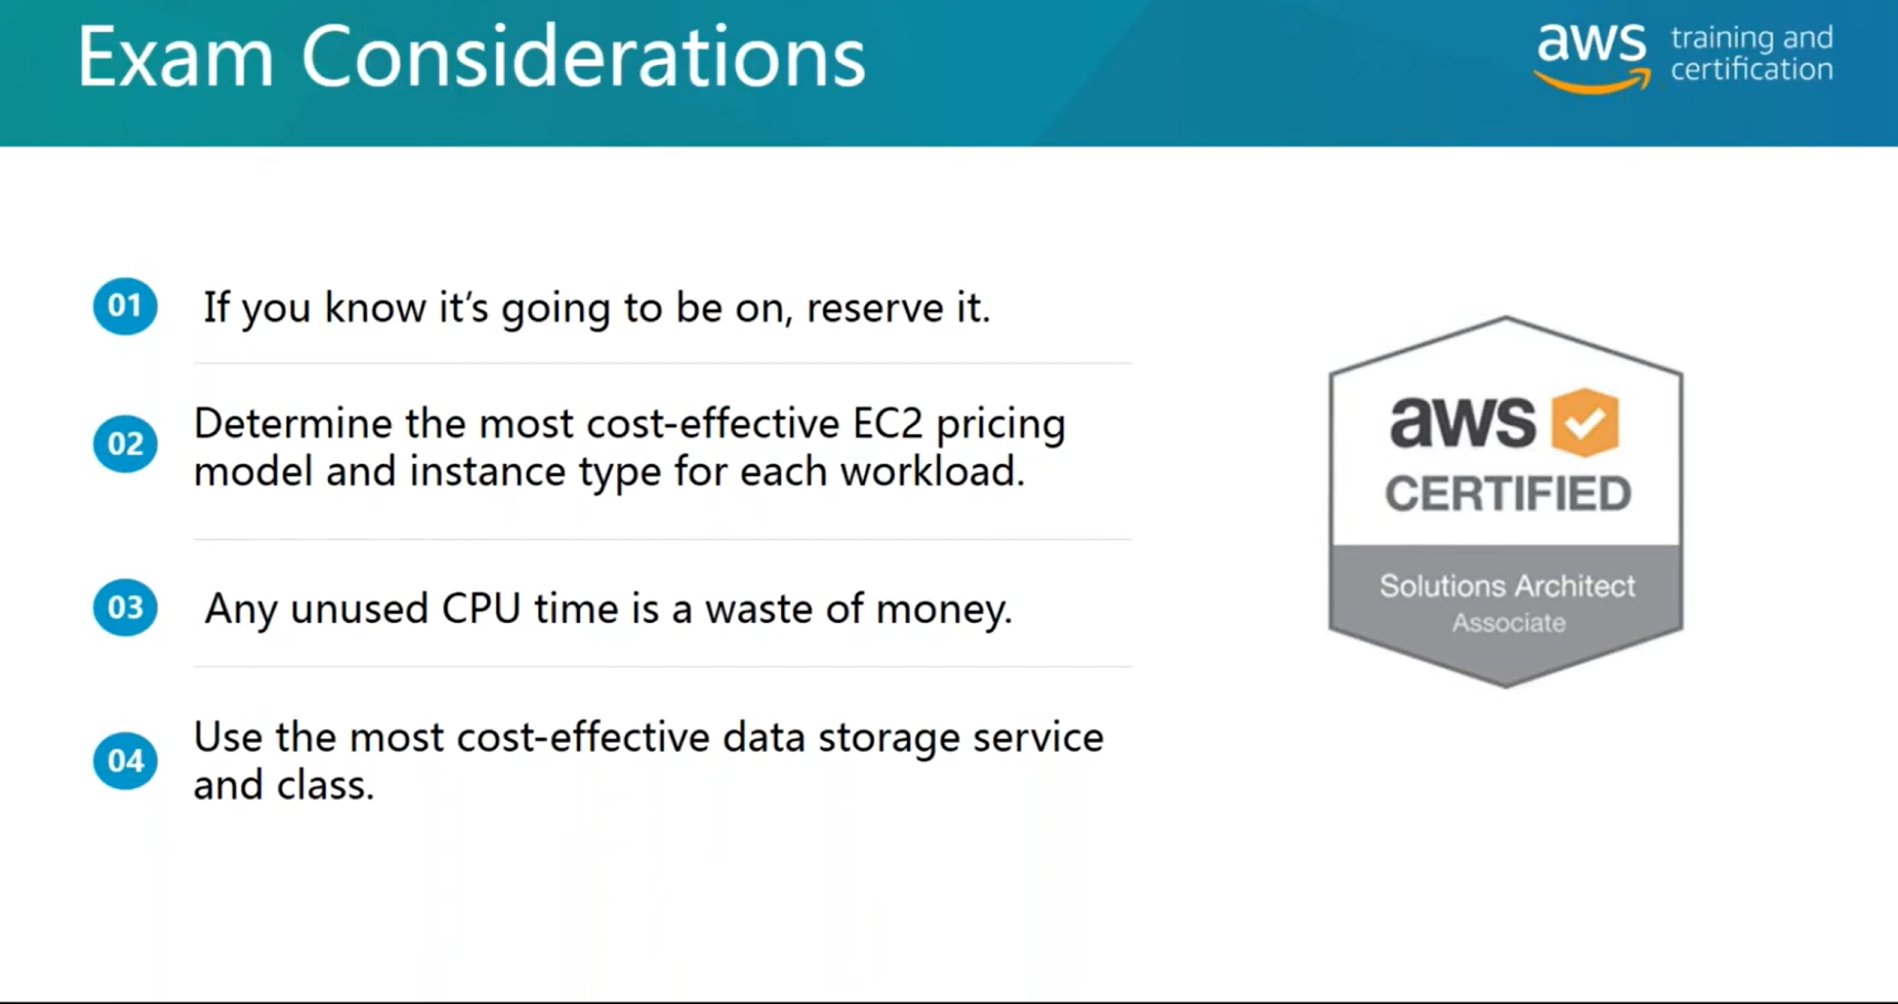 Exam Considerations
aws training and
certification
01 If you know it's going to be on, reserve it.
02 Determine the most cost-effective EC2 pricing
model and instance type for each workload.
03 Any unused CPU time is a waste of money.
04 Use the most cost-effective data storage service
and class.
aws
CERTIFIED
Solutions Architect
Associate